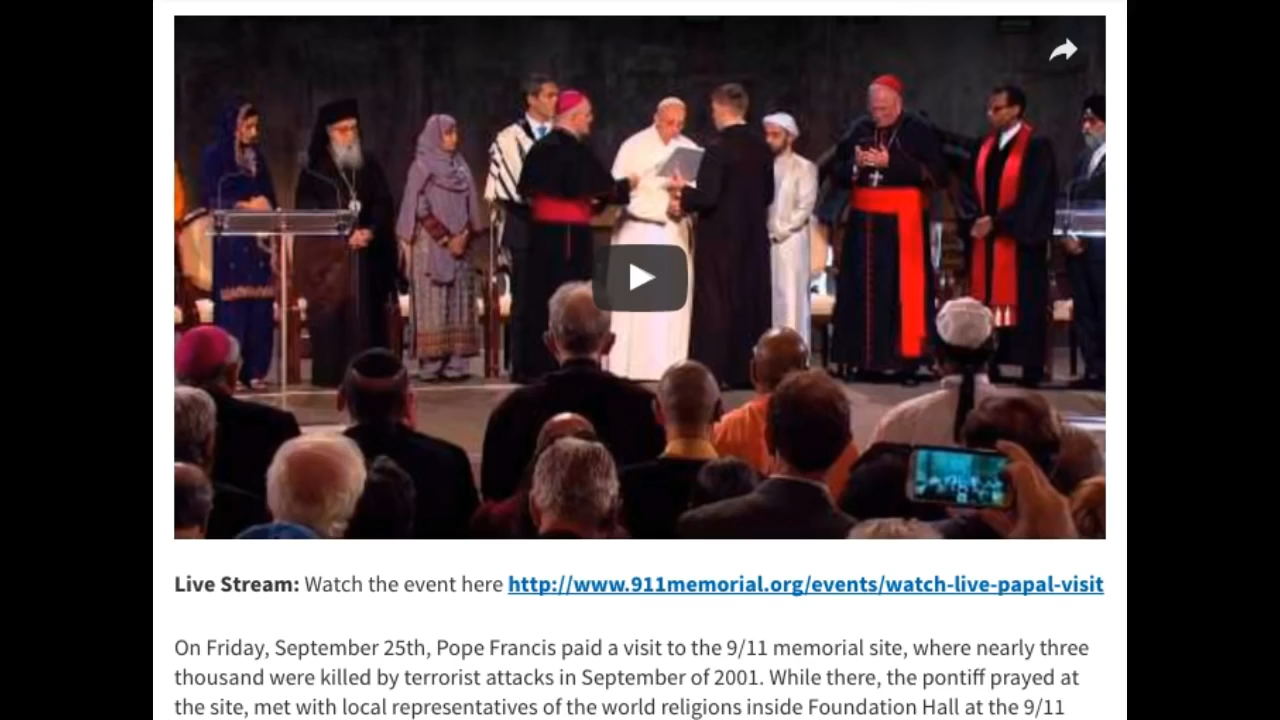 Live Stream: Watch the event here http://www.911memorial.org/events/watch-live-papal-visit
On Friday, September 25th, Pope Francis paid a visit to the 9/11 memorial site, where nearly three
thousand were killed by terrorist attacks in September of 2001. While there, the pontiff prayed at
the site, met with local representatives of the world religions inside Foundation Hall at the 9/11